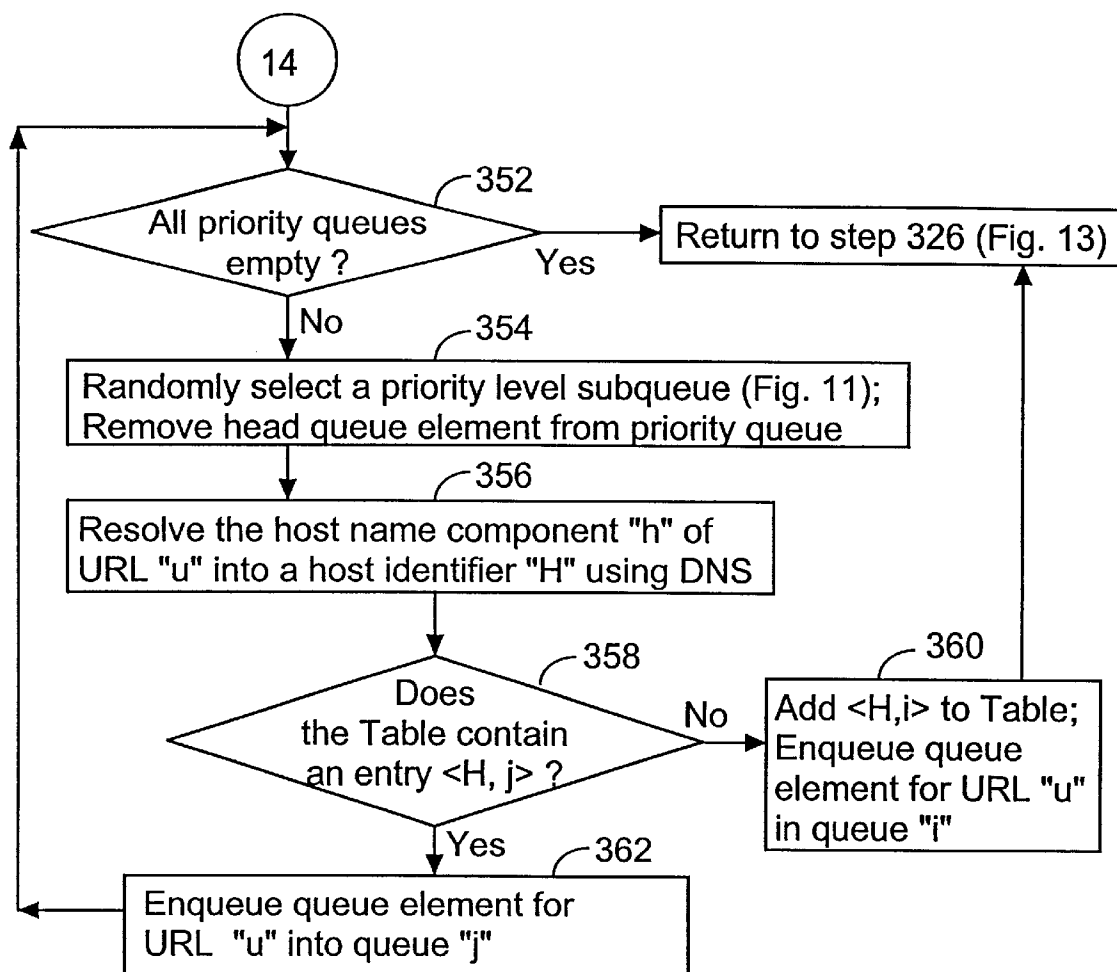 14
352
All priority queues
empty ?
Yes
Return to step 326 (Fig. 13)
No
354
Randomly select a priority level subqueue (Fig. 11);
Remove head queue element from priority queue
356
Resolve the host name component "h" of
URL "u" into a host identifier "H" using DNS
358
Does
the Table contain
an entry <H, j> ?
No
360
Add <H,i> to Table;
Enqueue queue
element for URL "u"
in queue "i"
Yes
362
Enqueue queue element for
URL "u" into queue "j"